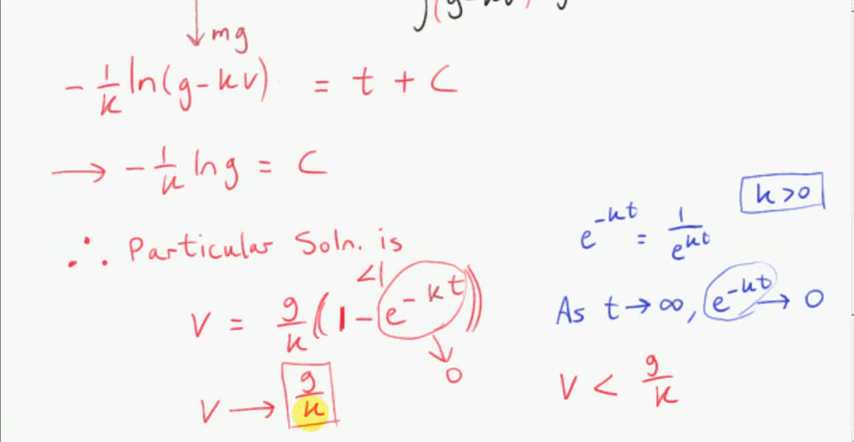 mg
-1/k ln(g-kv) = t + C
→ -1/k ln g = C
∴ Particular Soln. is
<1
V = g/k (1-e^-kt)
0
V → g/k
k>0
e^-kt = 1/e^kt
As t→∞, e^-kt → 0
V < g/k